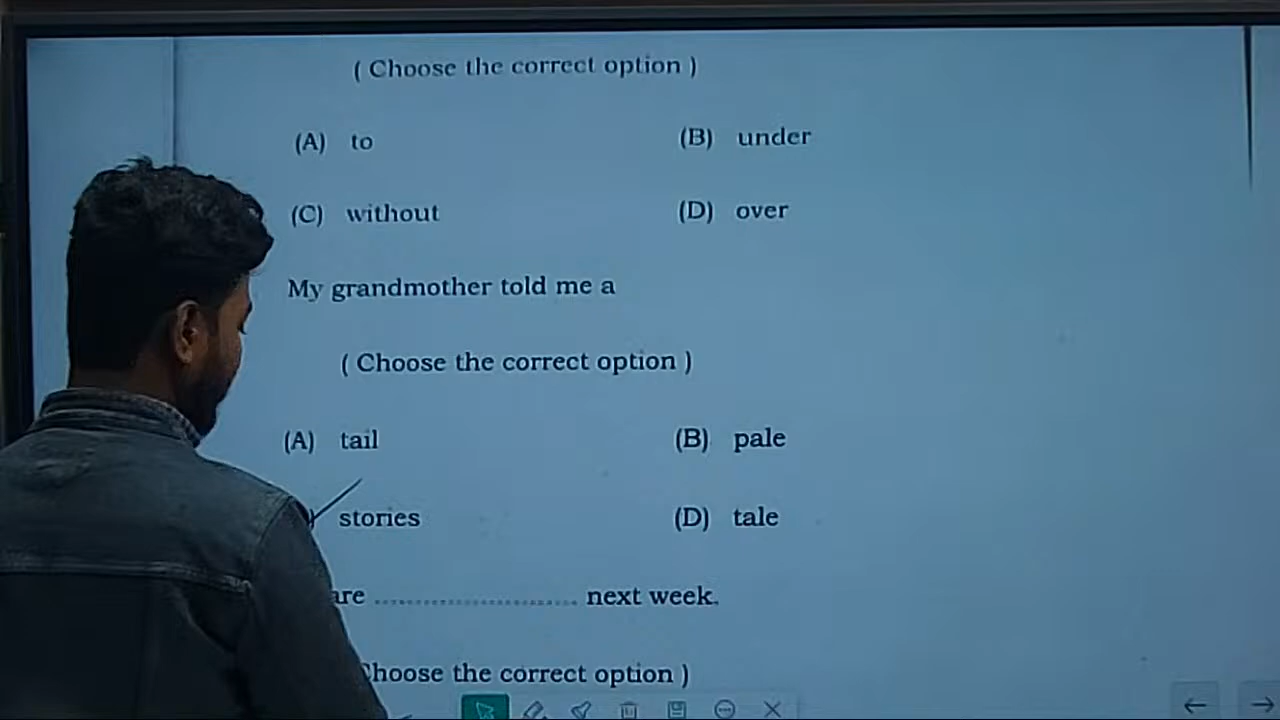 ( Choose the correct option )
(A) to (B) under
(C) without (D) over
My grandmother told me a
( Choose the correct option )
(A) tail (B) pale
) stories (D) tale
are ........................... next week.
Choose the correct option )